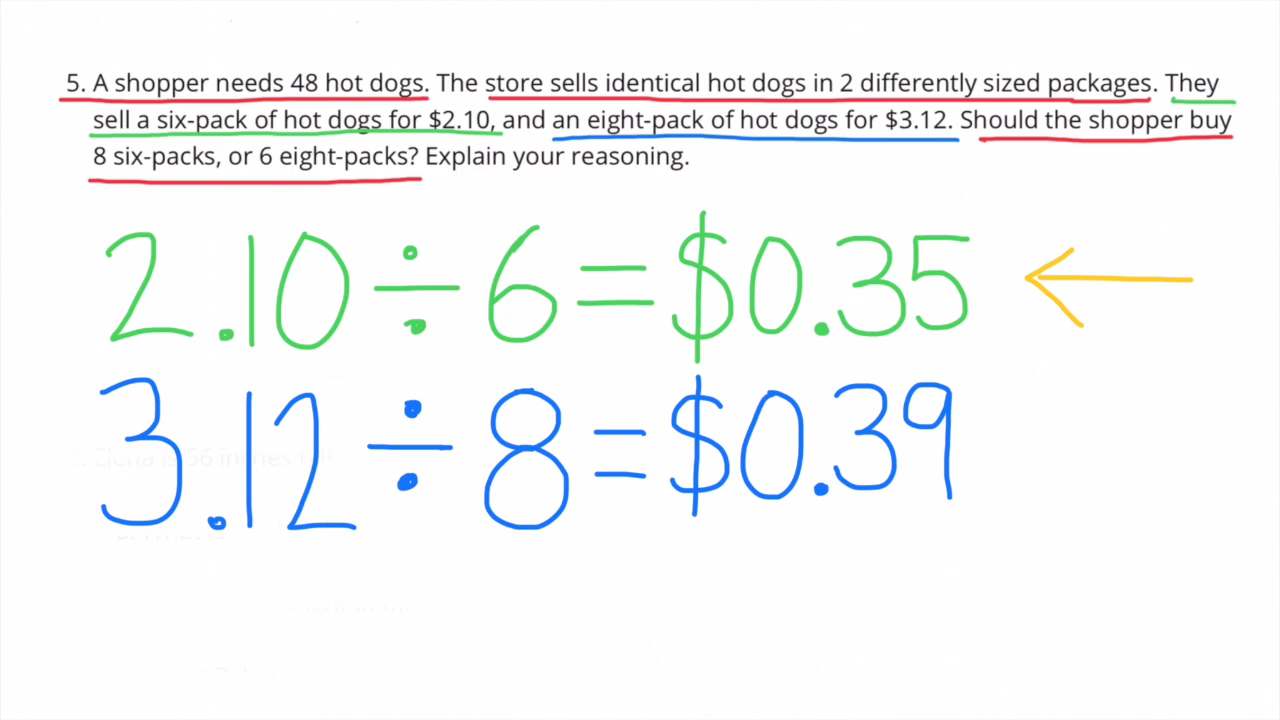 5. A shopper needs 48 hot dogs. The store sells identical hot dogs in 2 differently sized packages. They
sell a six-pack of hot dogs for $2.10, and an eight-pack of hot dogs for $3.12. Should the shopper buy
8 six-packs, or 6 eight-packs? Explain your reasoning.
2.10 ÷ 6 = $0.35
3.12 ÷ 8 = $0.39